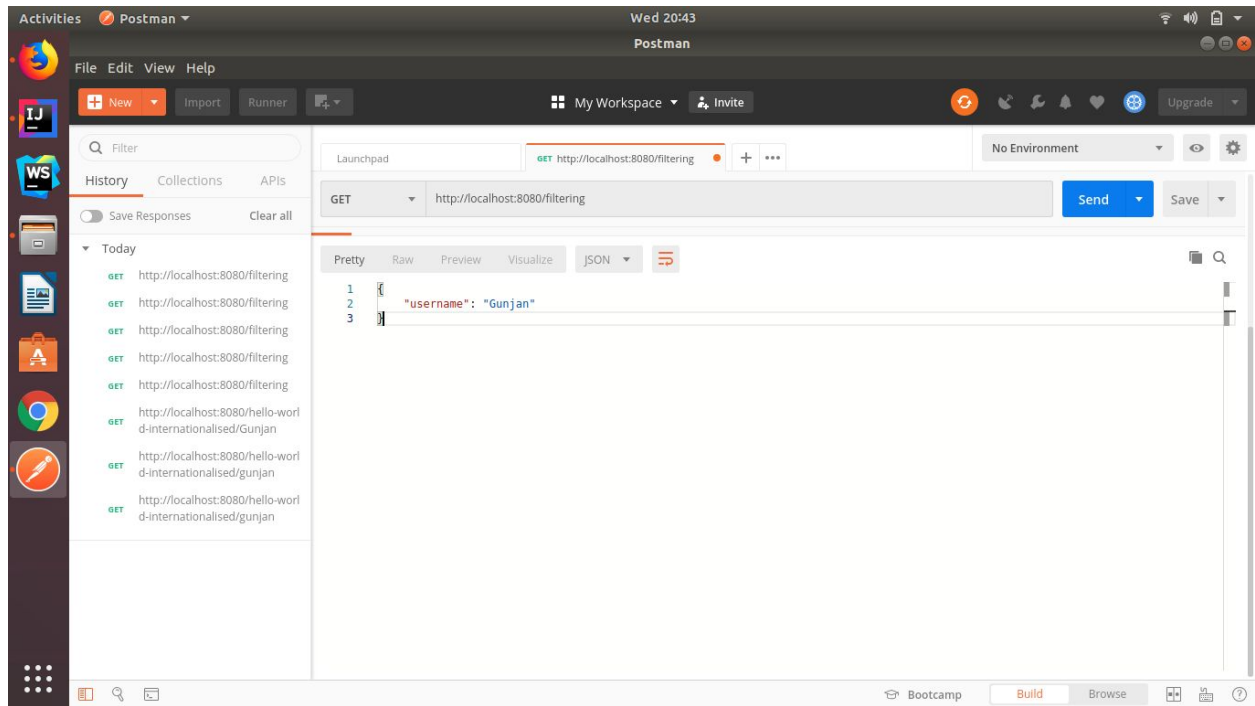 Activities Postman Wed 20:43
Postman
File Edit View Help
New Import Runner My Workspace Invite Upgrade
Filter
History Collections APIs
Save Responses Clear all
Today
GET http://localhost:8080/filtering
GET http://localhost:8080/filtering
GET http://localhost:8080/filtering
GET http://localhost:8080/filtering
GET http://localhost:8080/filtering
GET http://localhost:8080/hello-worl
d-internationalised/Gunjan
GET http://localhost:8080/hello-worl
d-internationalised/gunjan
GET http://localhost:8080/hello-worl
d-internationalised/gunjan
Launchpad GET http://localhost:8080/filtering + ••• No Environment
GET http://localhost:8080/filtering Send Save
Pretty Raw Preview Visualize JSON
1 {
2 "username": "Gunjan"
3 }
IJ
WS
Bootcamp Build Browse